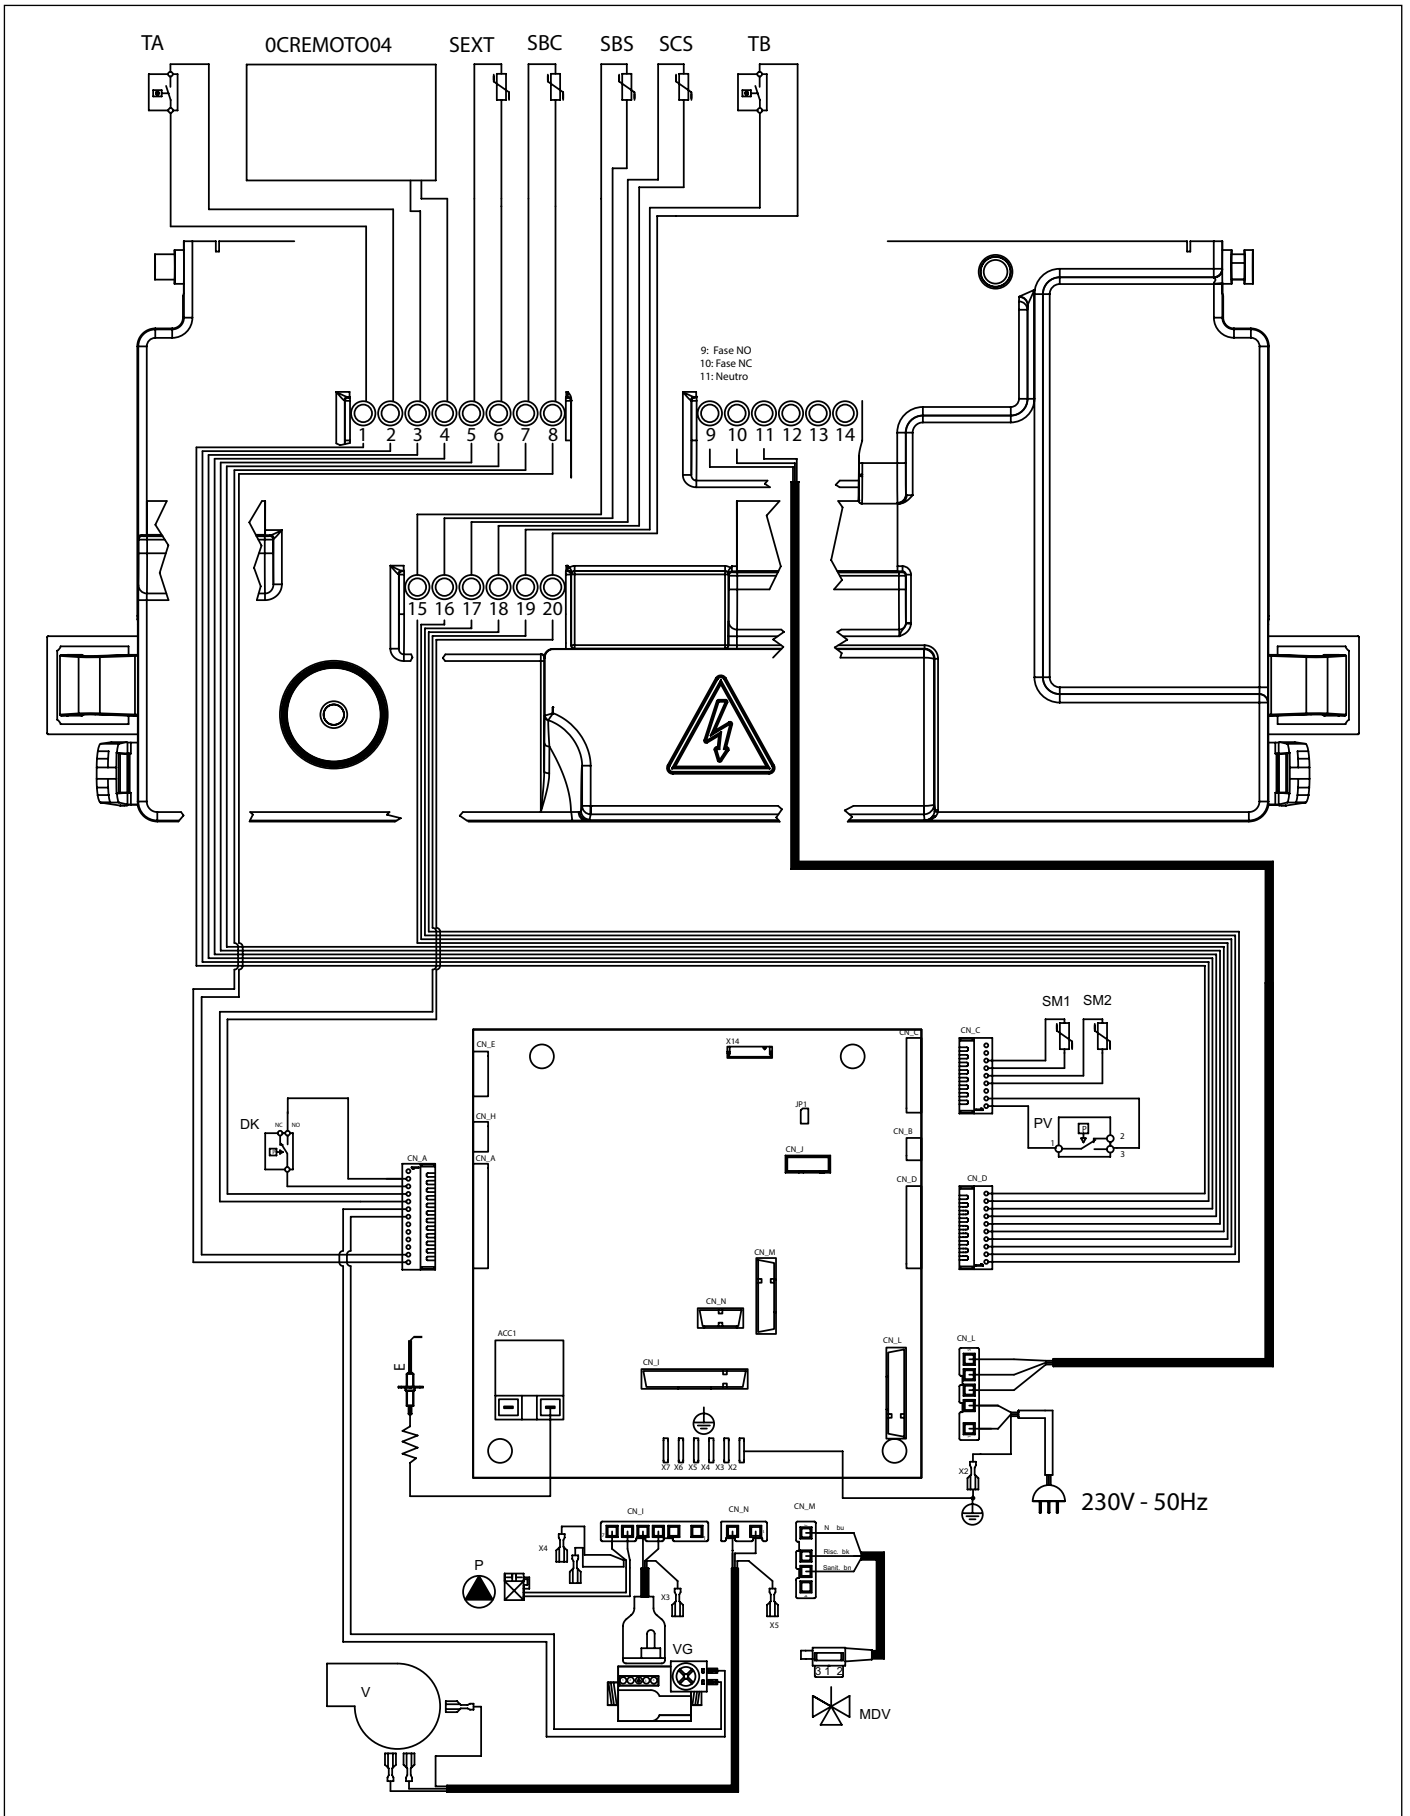 TA
0CREMOTO04
SEXT
SBC
SBS
SCS
TB
9: Fase NO
10: Fase NC
11: Neutro
1 2 3 4 5 6 7 8
9 10 11 12 13 14
15 16 17 18 19 20
SM1 SM2
CN_E
X14
CN_C
CN_C
JP1
CN_H
CN_B
DK
NC NO
PV
P
1
2
3
CN_A
CN_A
CN_J
CN_D
CN_D
CN_M
CN_N
ACC1
CN_L
CN_L
E
CN_I
X7 X6 X5 X4 X3 X2
X2
230V - 50Hz
CN_I
CN_N
CN_M
N bu
Risc. bk
Sanit. bn
X4
P
X3
X5
VG
3 1 2
V
MDV